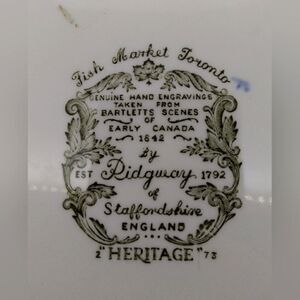 Fish Market Toronto
GENUINE HAND ENGRAVINGS
TAKEN FROM
BARTLETTS SCENES
OF
EARLY CANADA
1842
by
EST Ridgway 1792
of
Staffordshire
ENGLAND
2 "HERITAGE" 73